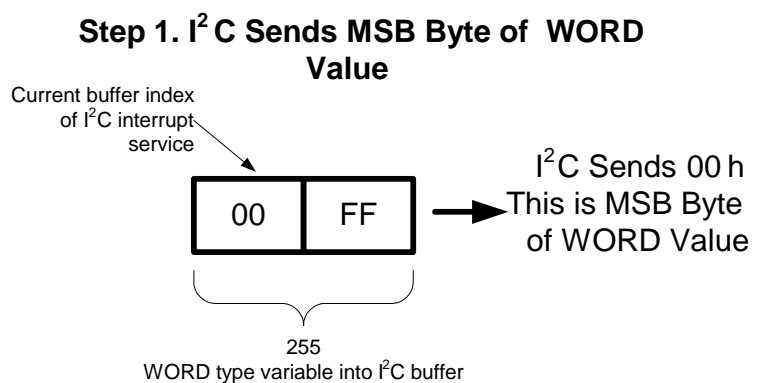 Step 1. I²C Sends MSB Byte of WORD
Value
Current buffer index
of I²C interrupt
service
00 FF
I²C Sends 00 h
This is MSB Byte
of WORD Value
255
WORD type variable into I²C buffer